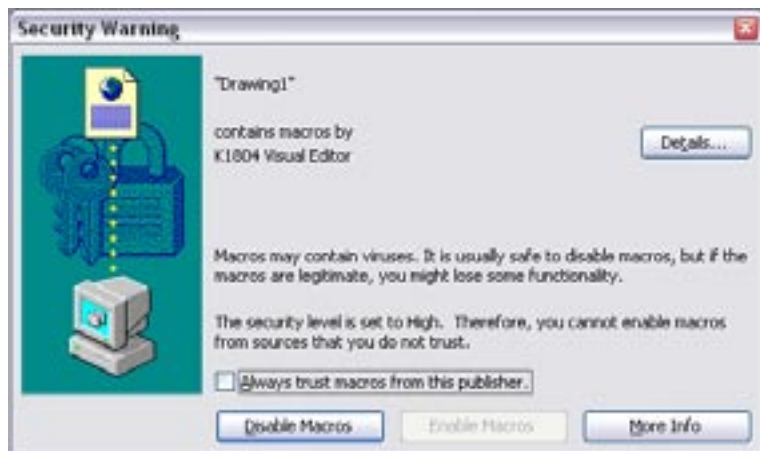 Security Warning
"Drawing1"
contains macros by
K1804 Visual Editor
Details...
Macros may contain viruses. It is usually safe to disable macros, but if the
macros are legitimate, you might lose some functionality.
The security level is set to High. Therefore, you cannot enable macros
from sources that you do not trust.
Always trust macros from this publisher.
Disable Macros
Enable Macros
More Info